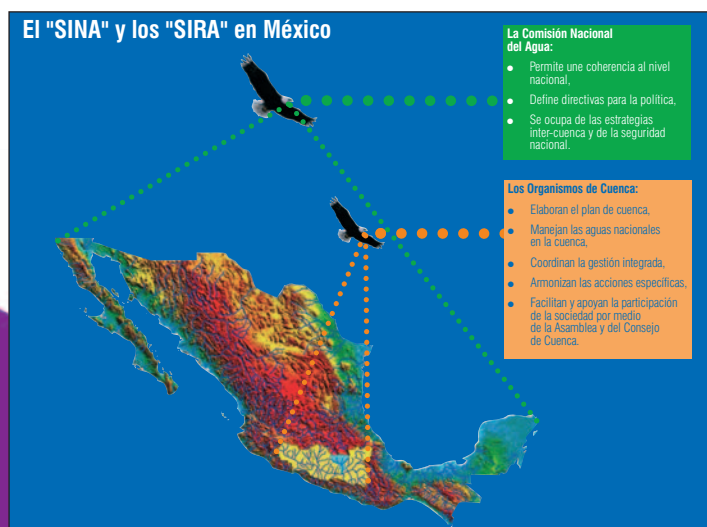 El "SINA" y los "SIRA" en México
La Comisión Nacional
del Agua:
• Permite une coherencia al nivel
nacional,
• Define directivas para la política,
• Se ocupa de las estrategias
inter-cuenca y de la seguridad
nacional.
Los Organismos de Cuenca:
• Elaboran el plan de cuenca,
• Manejan las aguas nacionales
en la cuenca,
• Coordinan la gestión integrada,
• Armonizan las acciones específicas,
• Facilitan y apoyan la participación
de la sociedad por medio
de la Asamblea y del Consejo
de Cuenca.